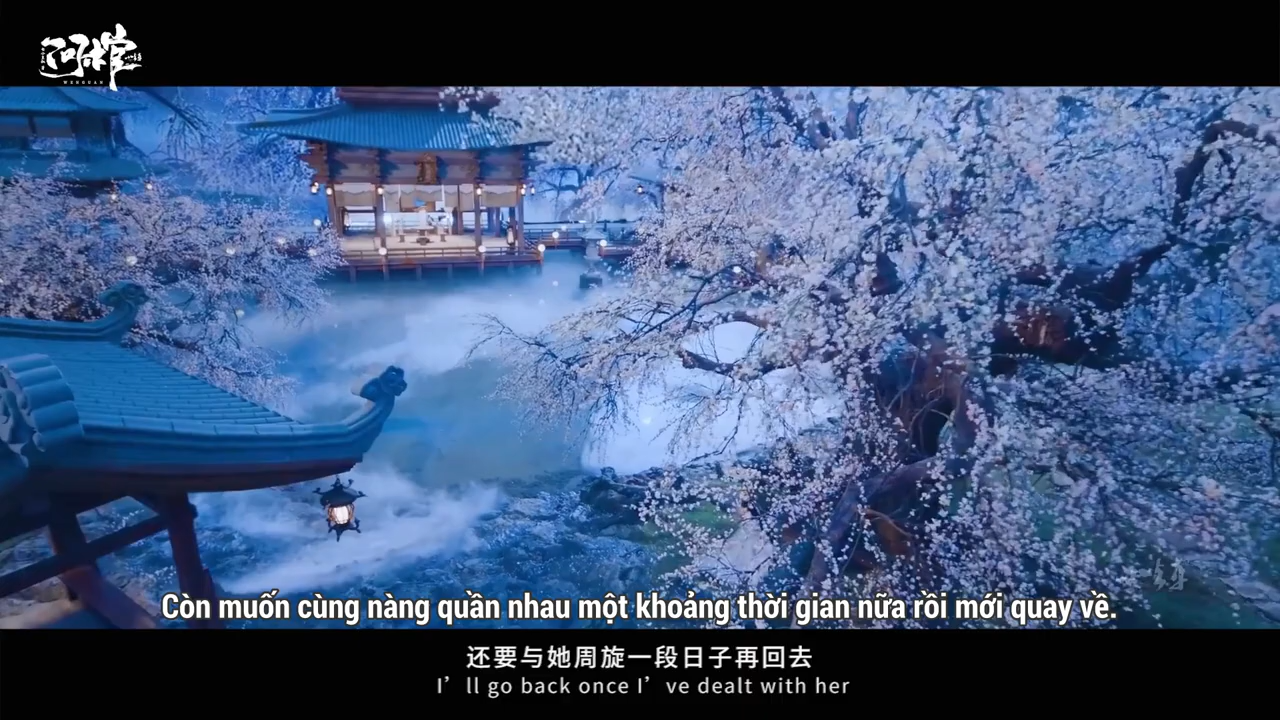 WENGUAN
Còn muốn cùng nàng quần nhau một khoảng thời gian nữa rồi mới quay về.
还要与她周旋一段日子再回去
I'll go back once I've dealt with her